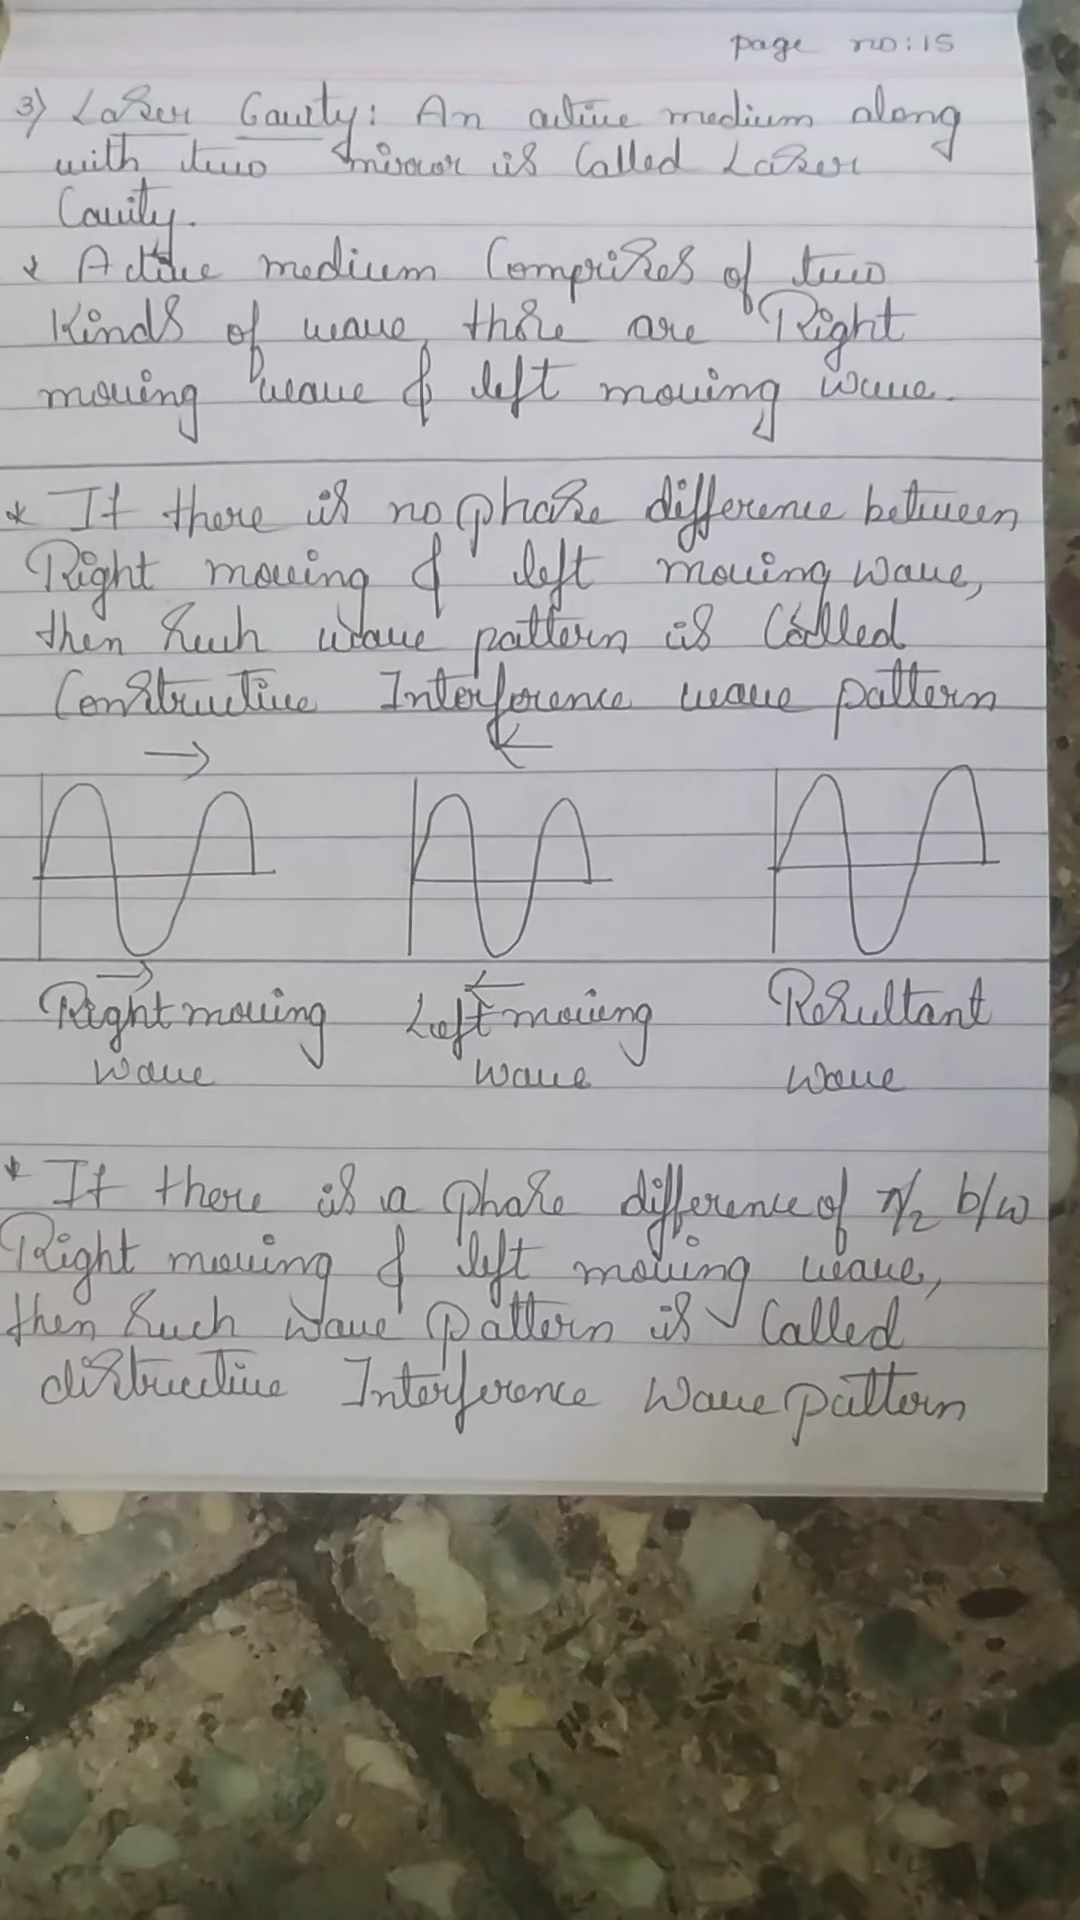 page no:15
3) Laser Cavity: An active medium along
with two mirror is Called Laser
Cavity.
* Active medium Comprises of two
Kinds of wave, those are Right
moving wave & left moving wave.
* If there is no phase difference between
Right moving & left moving wave,
then such wave pattern is Called
Constructive Interference wave pattern
→ ←
→ ←
Right moving Left moving Resultant
wave wave wave
* If there is a phase difference of π/2 b/w
Right moving & left moving wave,
then such wave pattern is Called
distructive Interference wave pattern